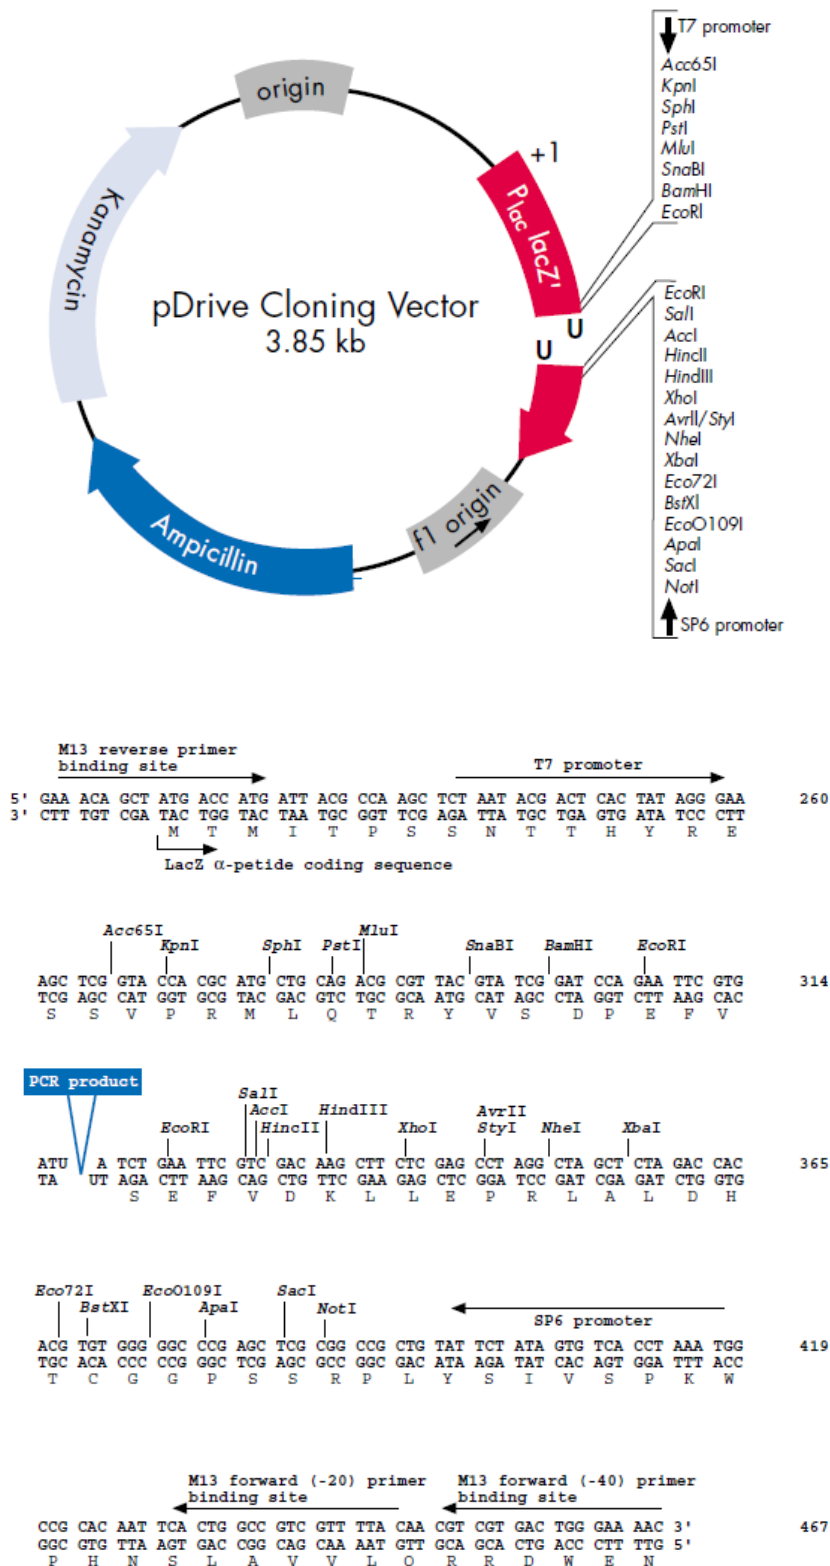 T7 promoter
Acc65I
KpnI
SphI
PstI
MluI
SnaBI
BamHI
EcoRI
origin
+1
Plac lacZ'
Kanamycin
pDrive Cloning Vector
3.85 kb
U
U
EcoRI
SalI
AccI
HincII
HindIII
XhoI
AvrII/StyI
NheI
XbaI
Eco72I
BstXI
EcoO109I
ApaI
SacI
NotI
SP6 promoter
f1 origin
Ampicillin
M13 reverse primer
binding site
T7 promoter
5' GAA ACA GCT ATG ACC ATG ATT ACG CCA AGC TCT AAT ACG ACT CAC TAT AGG GAA 260
3' CTT TGT CGA TAC TGG TAC TAA TGC GGT TCG AGA TTA TGC TGA GTG ATA TCC CTT
M T M I T P S S N T T H Y R E
LacZ α-petide coding sequence
Acc65I MluI
KpnI SphI PstI SnaBI BamHI EcoRI
AGC TCG GTA CCA CGC ATG CTG CAG ACG CGT TAC GTA TCG GAT CCA GAA TTC GTG 314
TCG AGC CAT GGT GCG TAC GAC GTC TGC GCA ATG CAT AGC CTA GGT CTT AAG CAC
S S V P R M L Q T R Y V S D P E F V
PCR product
SalI
AccI HindIII AvrII
EcoRI HincII XhoI StyI NheI XbaI
ATU A TCT GAA TTC GTC GAC AAG CTT CTC GAG CCT AGG CTA GCT CTA GAC CAC 365
TA UT AGA CTT AAG CAG CTG TTC GAA GAG CTC GGA TCC GAT CGA GAT CTG GTG
S E F V D K L L E P R L A L D H
Eco72I EcoO109I SacI
BstXI ApaI NotI
SP6 promoter
ACG TGT GGG GGC CCG AGC TCG CGG CCG CTG TAT TCT ATA GTG TCA CCT AAA TGG 419
TGC ACA CCC CCG GGC TCG AGC GCC GGC GAC ATA AGA TAT CAC AGT GGA TTT ACC
T C G G P S S R P L Y S I V S P K W
M13 forward (-20) primer M13 forward (-40) primer
binding site binding site
CCG CAC AAT TCA CTG GCC GTC GTT TTA CAA CGT CGT GAC TGG GAA AAC 3' 467
GGC GTG TTA AGT GAC CGG CAG CAA AAT GTT GCA GCA CTG ACC CTT TTG 5'
P H N S L A V V L Q R R D W E N